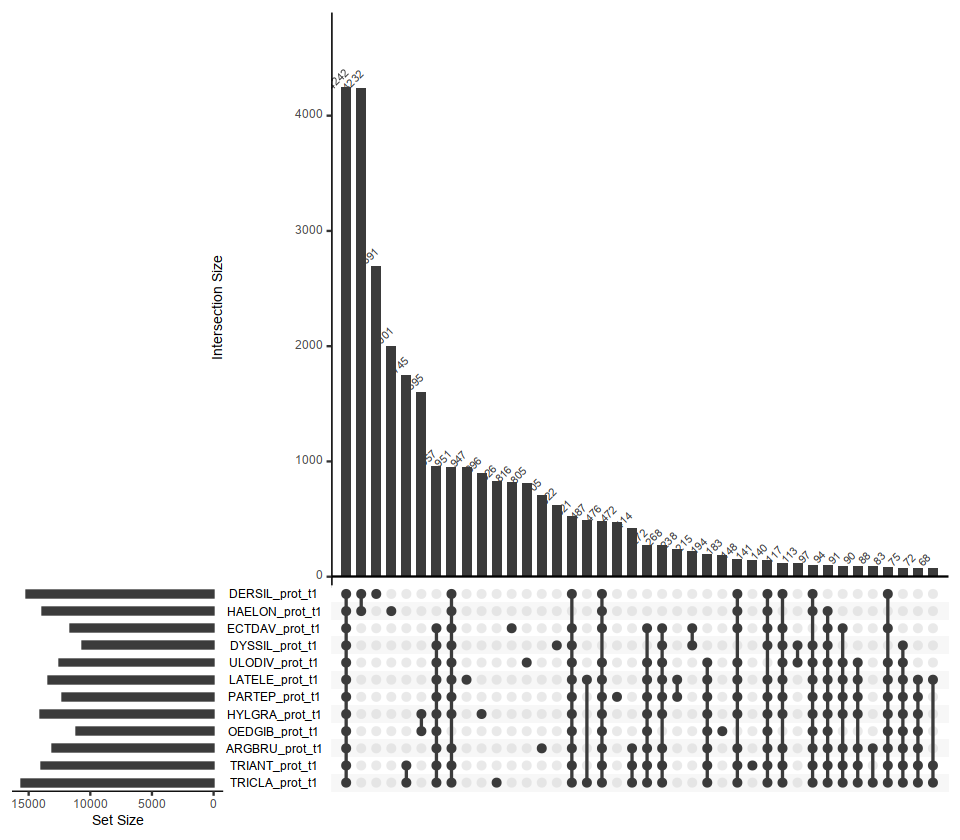 4232
951
947
816
805
487
476
472
268
238
215
194
183
148
141
140
117
113
97
94
91
90
88
83
75
72
68
4000
3000
2000
1000
0
Intersection Size
DERSIL_prot_t1
HAELON_prot_t1
ECTDAV_prot_t1
DYSSIL_prot_t1
ULODIV_prot_t1
LATELE_prot_t1
PARTEP_prot_t1
HYLGRA_prot_t1
OEDGIB_prot_t1
ARGBRU_prot_t1
TRIANT_prot_t1
TRICLA_prot_t1
15000 10000 5000 0
Set Size